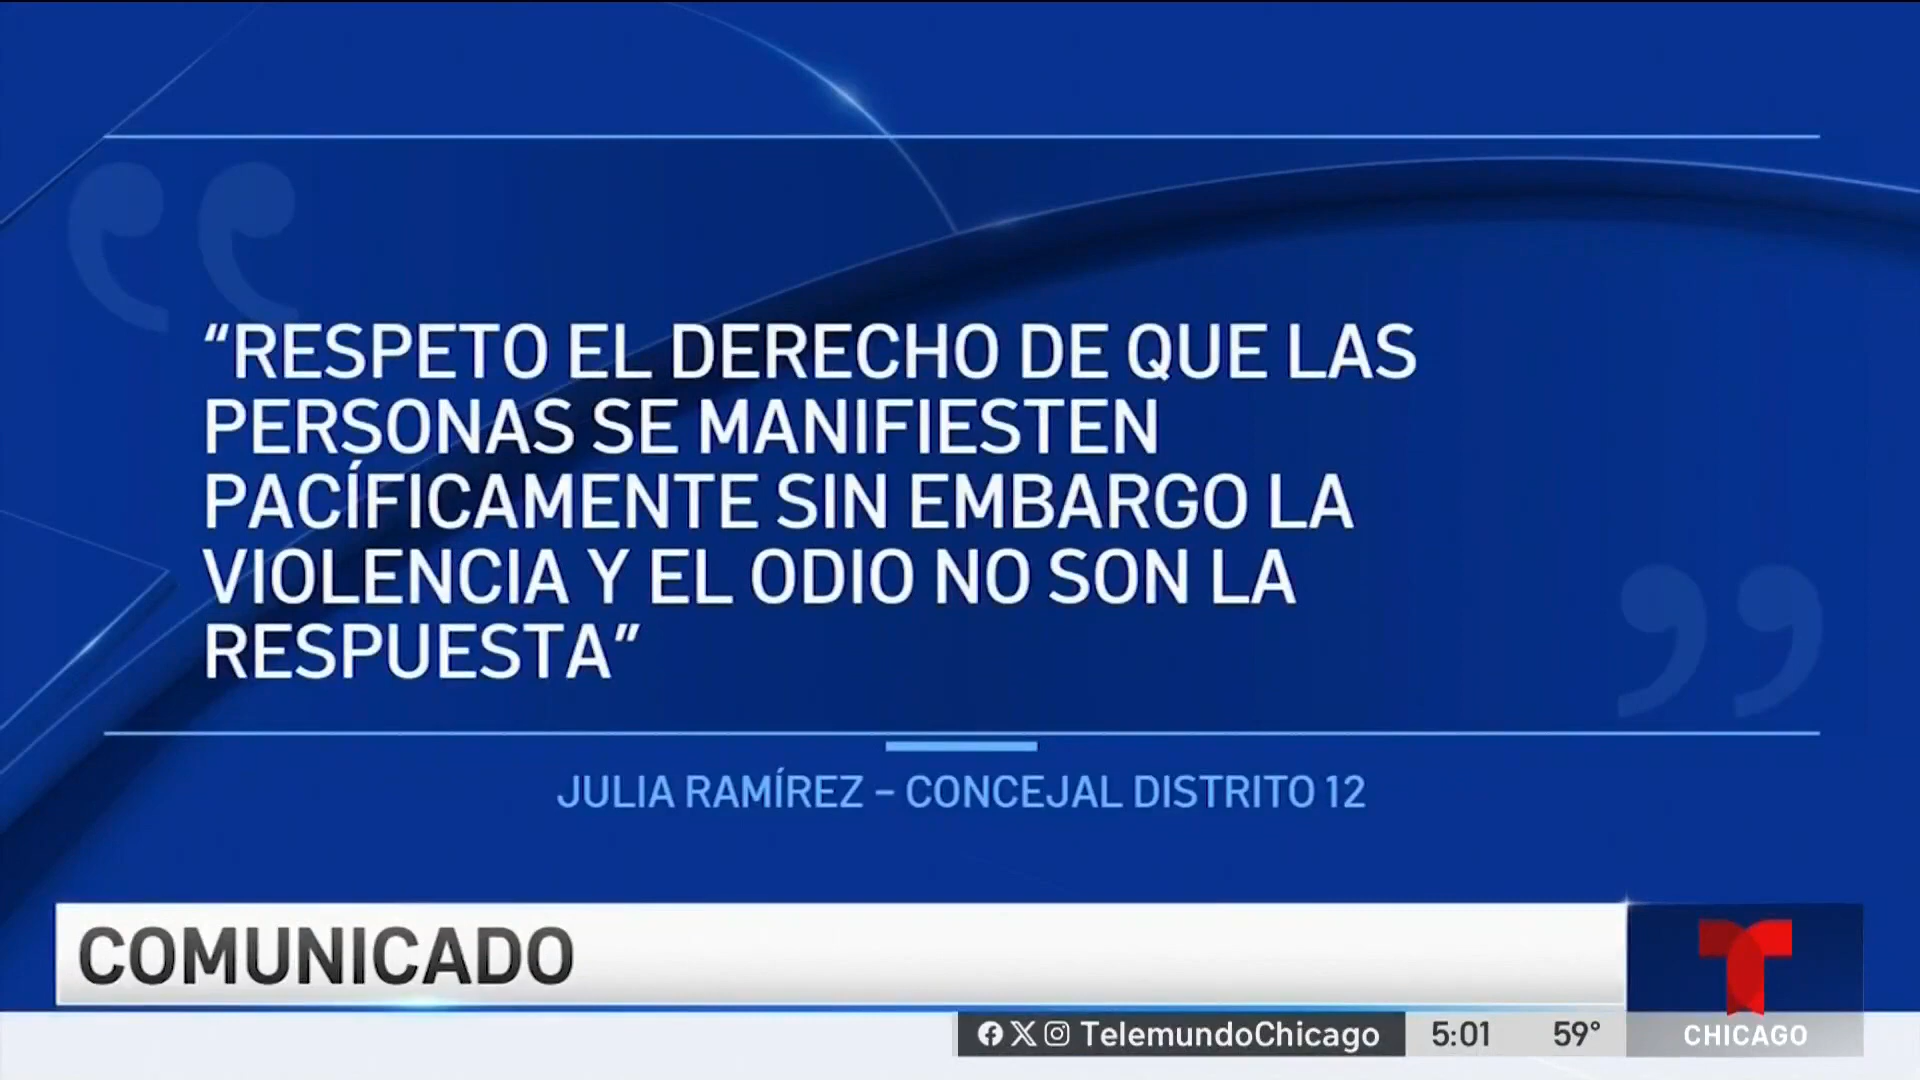 “RESPETO EL DERECHO DE QUE LAS
PERSONAS SE MANIFIESTEN
PACÍFICAMENTE SIN EMBARGO LA
VIOLENCIA Y EL ODIO NO SON LA
RESPUESTA”
JULIA RAMÍREZ – CONCEJAL DISTRITO 12
COMUNICADO
TelemundoChicago 5:01 59° CHICAGO